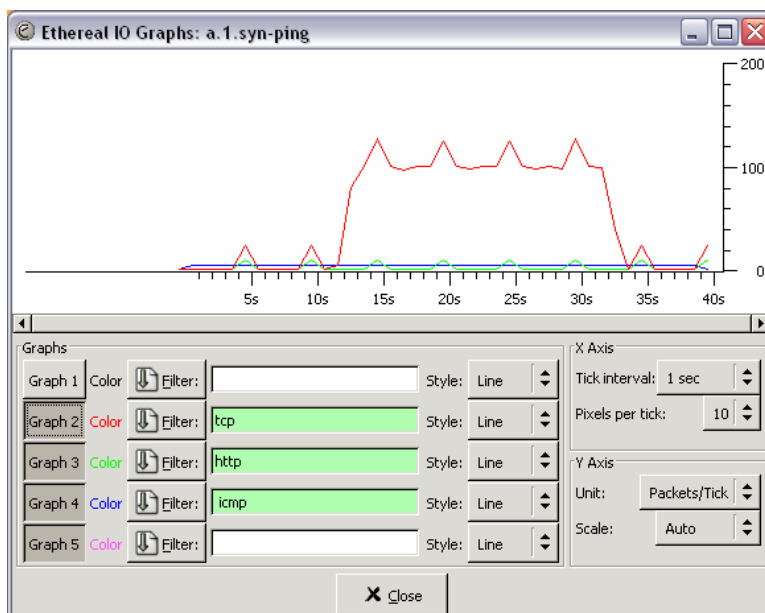 Ethereal IO Graphs: a.1.syn-ping
200
100
0
5s 10s 15s 20s 25s 30s 35s 40s
Graphs
Graph 1 Color Filter: Style: Line
Graph 2 Color Filter: tcp Style: Line
Graph 3 Color Filter: http Style: Line
Graph 4 Color Filter: icmp Style: Line
Graph 5 Color Filter: Style: Line
X Axis
Tick interval: 1 sec
Pixels per tick: 10
Y Axis
Unit: Packets/Tick
Scale: Auto
Close